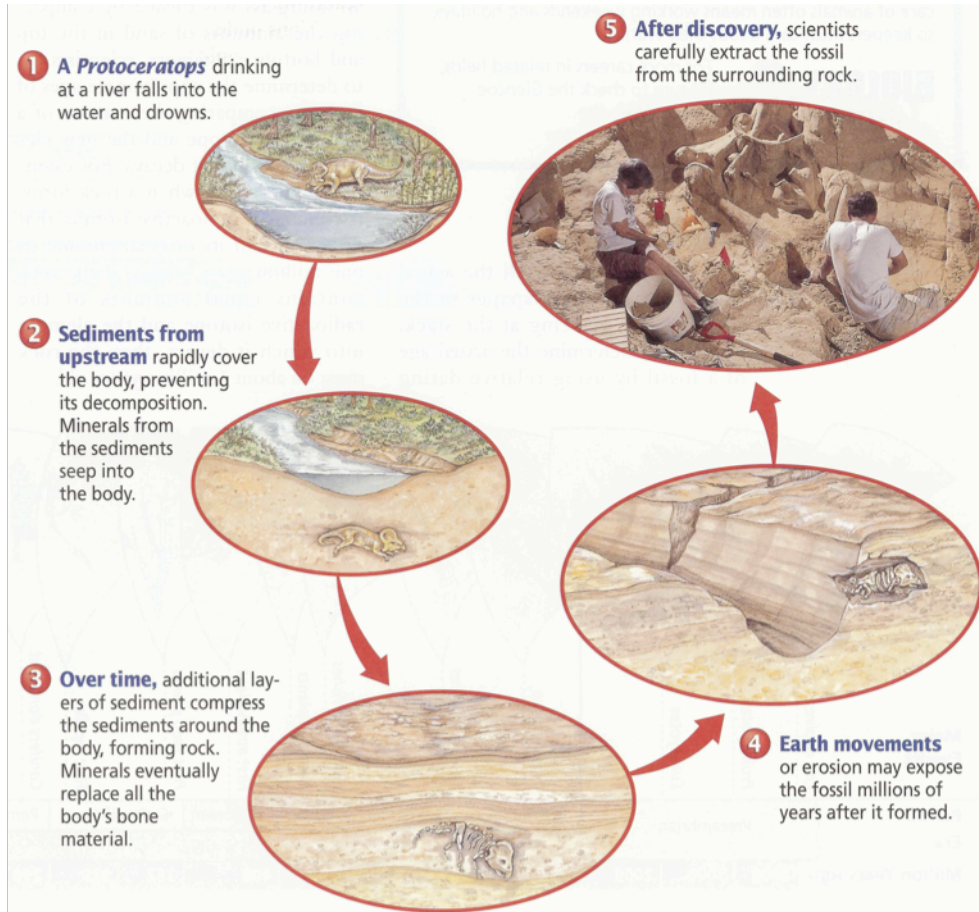 1 A Protoceratops drinking
at a river falls into the
water and drowns.
2 Sediments from
upstream rapidly cover
the body, preventing
its decomposition.
Minerals from
the sediments
seep into
the body.
3 Over time, additional lay-
ers of sediment compress
the sediments around the
body, forming rock.
Minerals eventually
replace all the
body's bone
material.
4 Earth movements
or erosion may expose
the fossil millions of
years after it formed.
5 After discovery, scientists
carefully extract the fossil
from the surrounding rock.